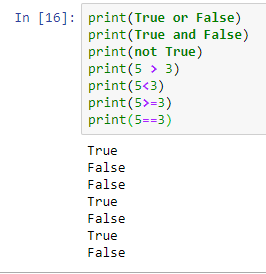 In [16]: print(True or False)
print(True and False)
print(not True)
print(5 > 3)
print(5<3)
print(5>=3)
print(5==3)
True
False
False
True
False
True
False